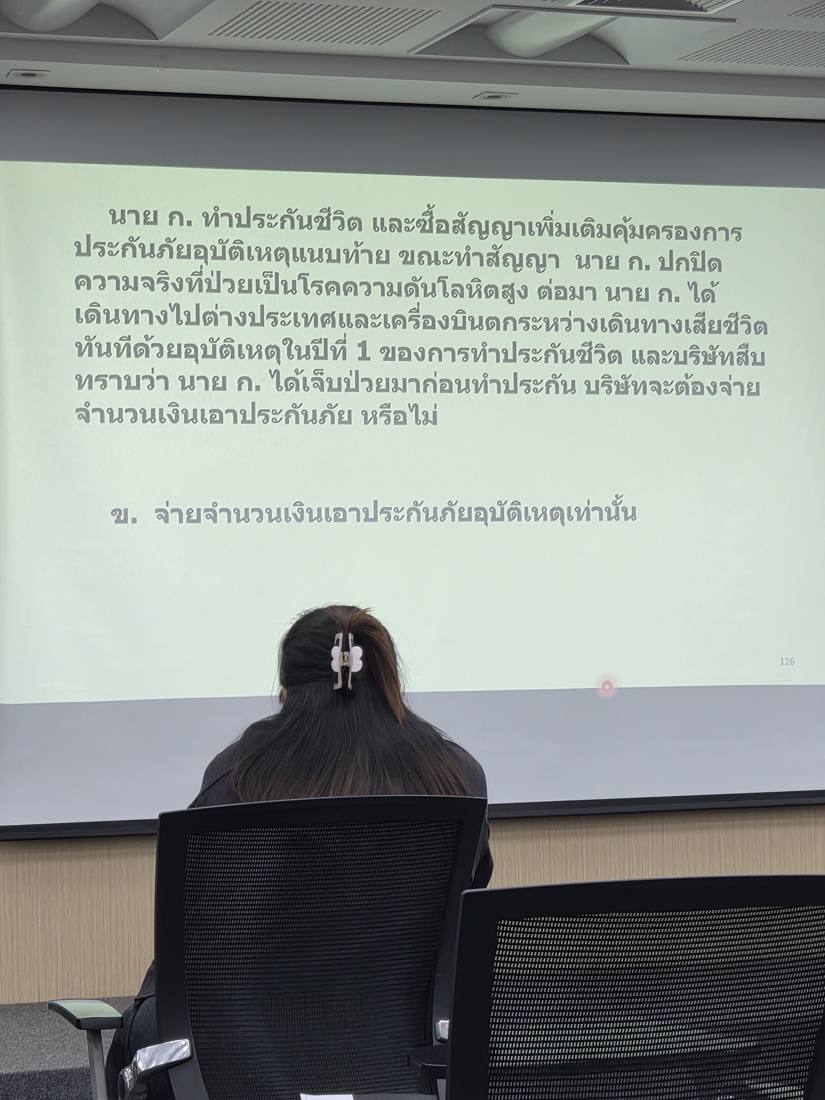 นาย ก. ทำประกันชีวิต และซื้อสัญญาเพิ่มเติมคุ้มครองการ
ประกันภัยอุบัติเหตุแนบท้าย ขณะทำสัญญา นาย ก. ปกปิด
ความจริงที่ป่วยเป็นโรคความดันโลหิตสูง ต่อมา นาย ก. ได้
เดินทางไปต่างประเทศและเครื่องบินตกระหว่างเดินทางเสียชีวิต
ทันทีด้วยอุบัติเหตุในปีที่ 1 ของการทำประกันชีวิต และบริษัทสืบ
ทราบว่า นาย ก. ได้เจ็บป่วยมาก่อนทำประกัน บริษัทจะต้องจ่าย
จำนวนเงินเอาประกันภัย หรือไม่
ข. จ่ายจำนวนเงินเอาประกันภัยอุบัติเหตุเท่านั้น
126